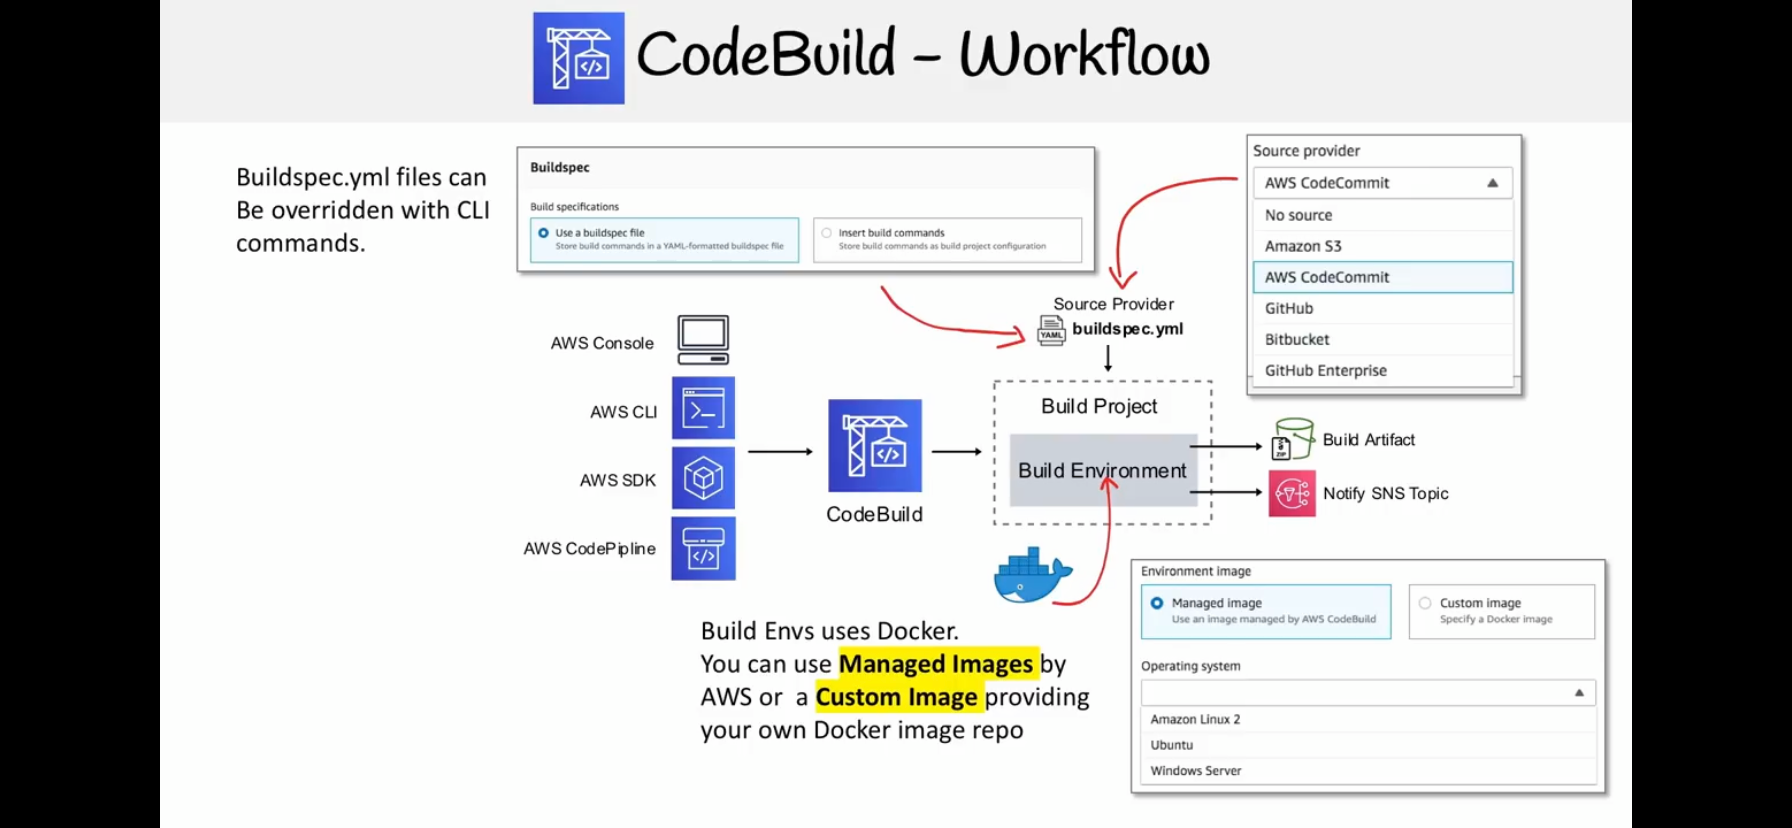 CodeBuild – Workflow
Buildspec.yml files can
Be overridden with CLI
commands.
Buildspec
Build specifications
Use a buildspec file
Store build commands in a YAML-formatted buildspec file
Insert build commands
Store build commands as build project configuration
Source provider
AWS CodeCommit
No source
Amazon S3
AWS CodeCommit
GitHub
Bitbucket
GitHub Enterprise
Source Provider
YAML
buildspec.yml
AWS Console
AWS CLI
AWS SDK
AWS CodePipline
CodeBuild
Build Project
Build Environment
ZIP
Build Artifact
Notify SNS Topic
Build Envs uses Docker.
You can use Managed Images by
AWS or a Custom Image providing
your own Docker image repo
Environment image
Managed image
Use an image managed by AWS CodeBuild
Custom image
Specify a Docker image
Operating system
Amazon Linux 2
Ubuntu
Windows Server